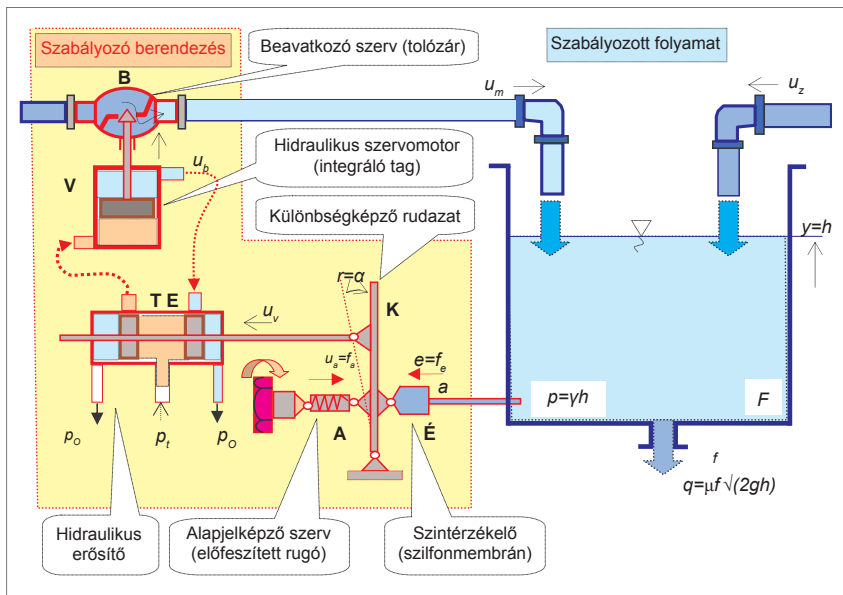 Szabályozó berendezés
Beavatkozó szerv (tolózár)
Szabályozott folyamat
B
u_m
u_z
Hidraulikus szervomotor
(integráló tag)
V
u_b
Különbségképző rudazat
y=h
r=α
T E
K
u_v
u_a=f_a
e=f_e
a
p=γh
F
A
É
p_O
p_t
p_O
f
q=μf√(2gh)
Hidraulikus
erősítő
Alapjelképző szerv
(előfeszített rugó)
Szintérzékelő
(szilfonmembrán)